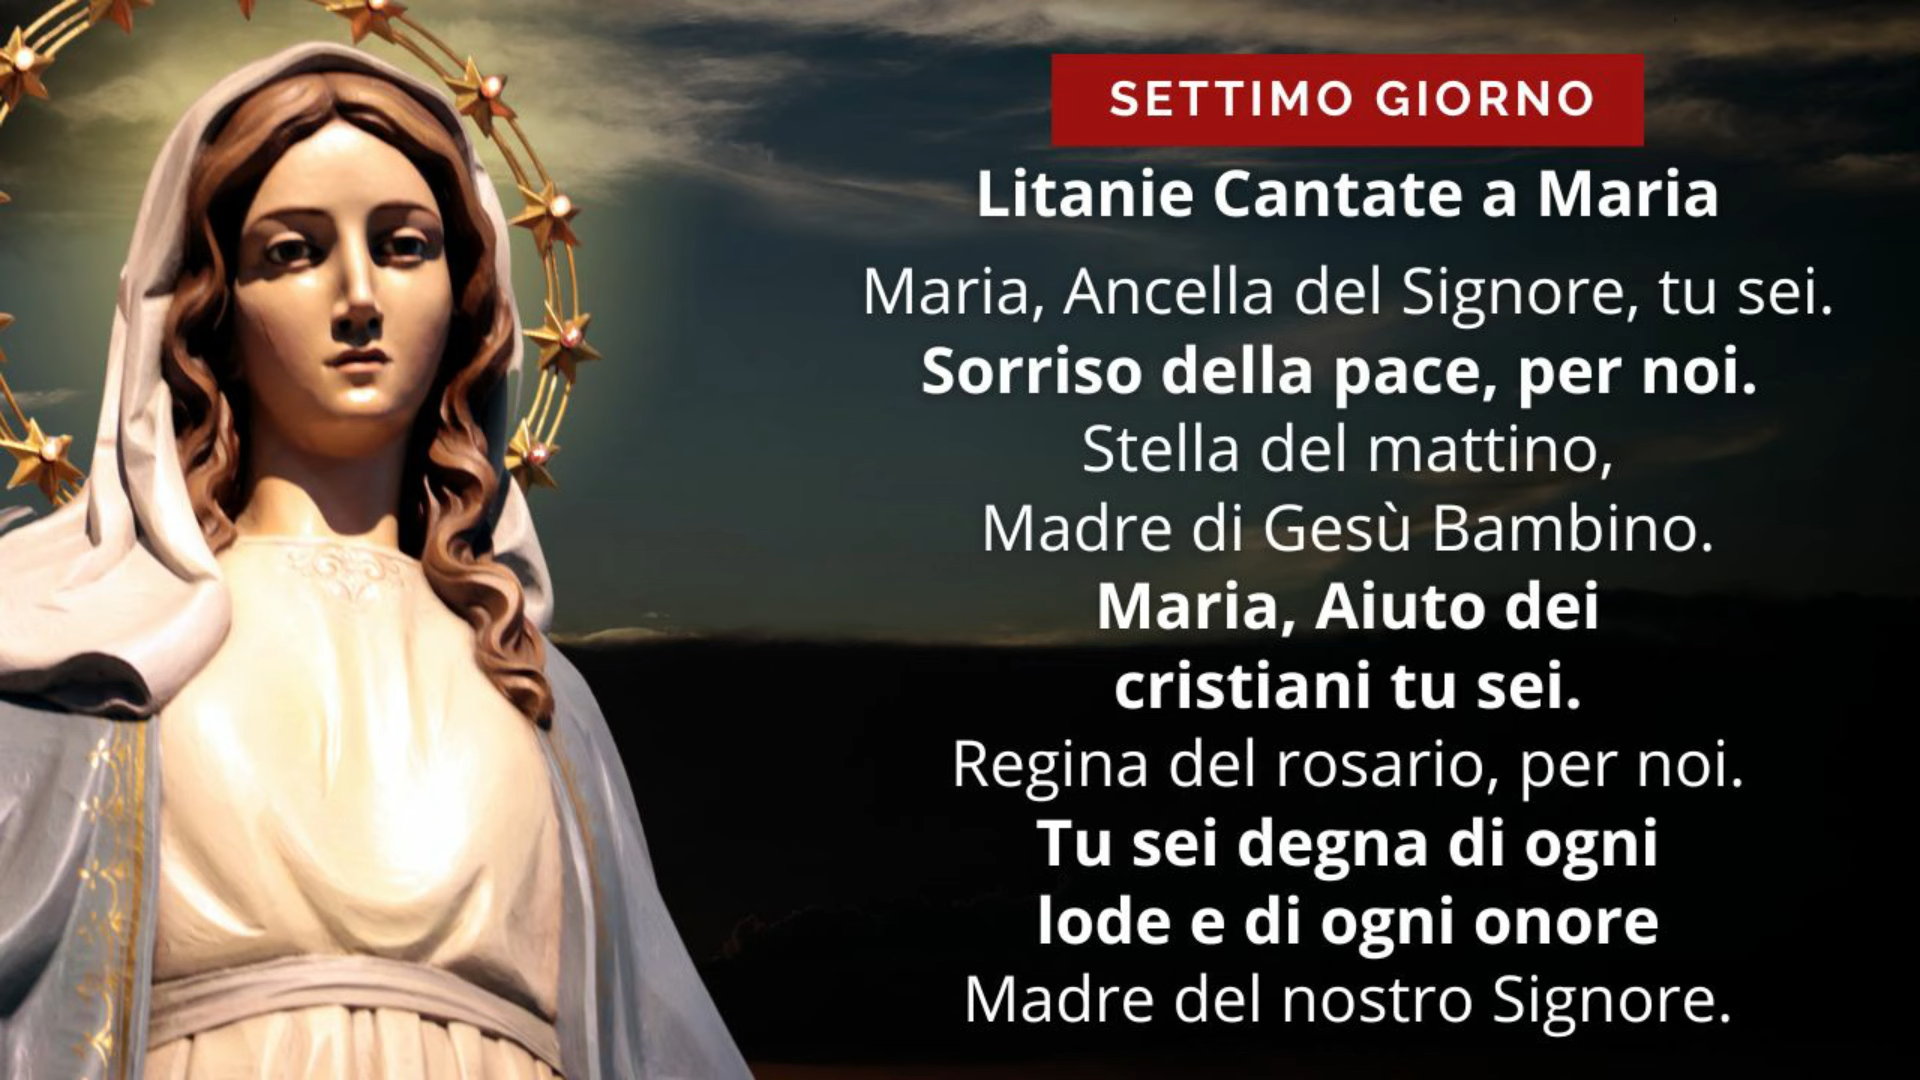 SETTIMO GIORNO
Litanie Cantate a Maria
Maria, Ancella del Signore, tu sei.
Sorriso della pace, per noi.
Stella del mattino,
Madre di Gesù Bambino.
Maria, Aiuto dei
cristiani tu sei.
Regina del rosario, per noi.
Tu sei degna di ogni
lode e di ogni onore
Madre del nostro Signore.